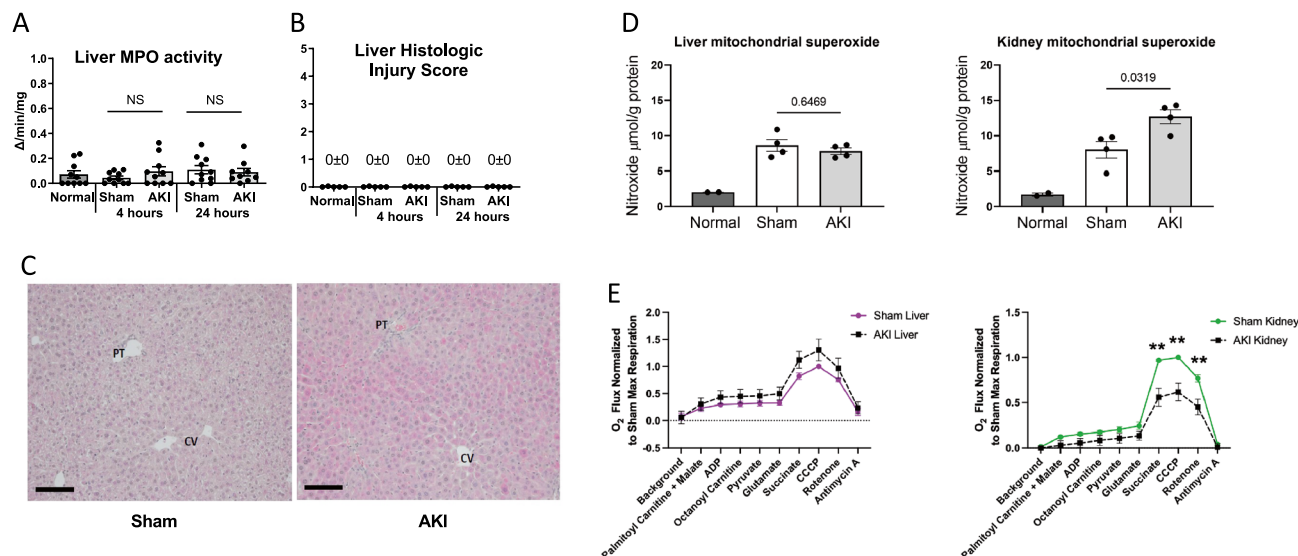 A
Liver MPO activity
Δ/min/mg
1.0
0.8
0.6
0.4
0.2
0.0
NS
NS
Normal
Sham
AKI
Sham
AKI
4 hours
24 hours
B
Liver Histologic
Injury Score
5
4
3
2
1
0
0±0
0±0
0±0
0±0
0±0
Normal
Sham
AKI
Sham
AKI
4 hours
24 hours
C
PT
CV
Sham
PT
CV
AKI
D
Liver mitochondrial superoxide
Nitroxide μmol/g protein
20
15
10
5
0
0.6469
Normal
Sham
AKI
Kidney mitochondrial superoxide
Nitroxide μmol/g protein
20
15
10
5
0
0.0319
Normal
Sham
AKI
E
O2 Flux Normalized
to Sham Max Respiration
2.0
1.5
1.0
0.5
0.0
-0.5
Sham Liver
AKI Liver
Background
Palmitoyl Carnitine + Malate
ADP
Octanoyl Carnitine
Pyruvate
Glutamate
Succinate
CCCP
Rotenone
Antimycin A
O2 Flux Normalized
to Sham Max Respiration
1.5
1.0
0.5
0.0
Sham Kidney
AKI Kidney
**
**
**
Background
Palmitoyl Carnitine + Malate
ADP
Octanoyl Carnitine
Pyruvate
Glutamate
Succinate
CCCP
Rotenone
Antimycin A